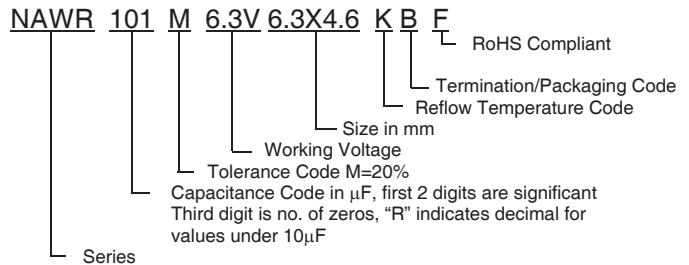 NAWR 101 M 6.3V 6.3X4.6 K B F
RoHS Compliant
Termination/Packaging Code
Reflow Temperature Code
Size in mm
Working Voltage
Tolerance Code M=20%
Capacitance Code in μF, first 2 digits are significant
Third digit is no. of zeros, “R” indicates decimal for
values under 10μF
Series